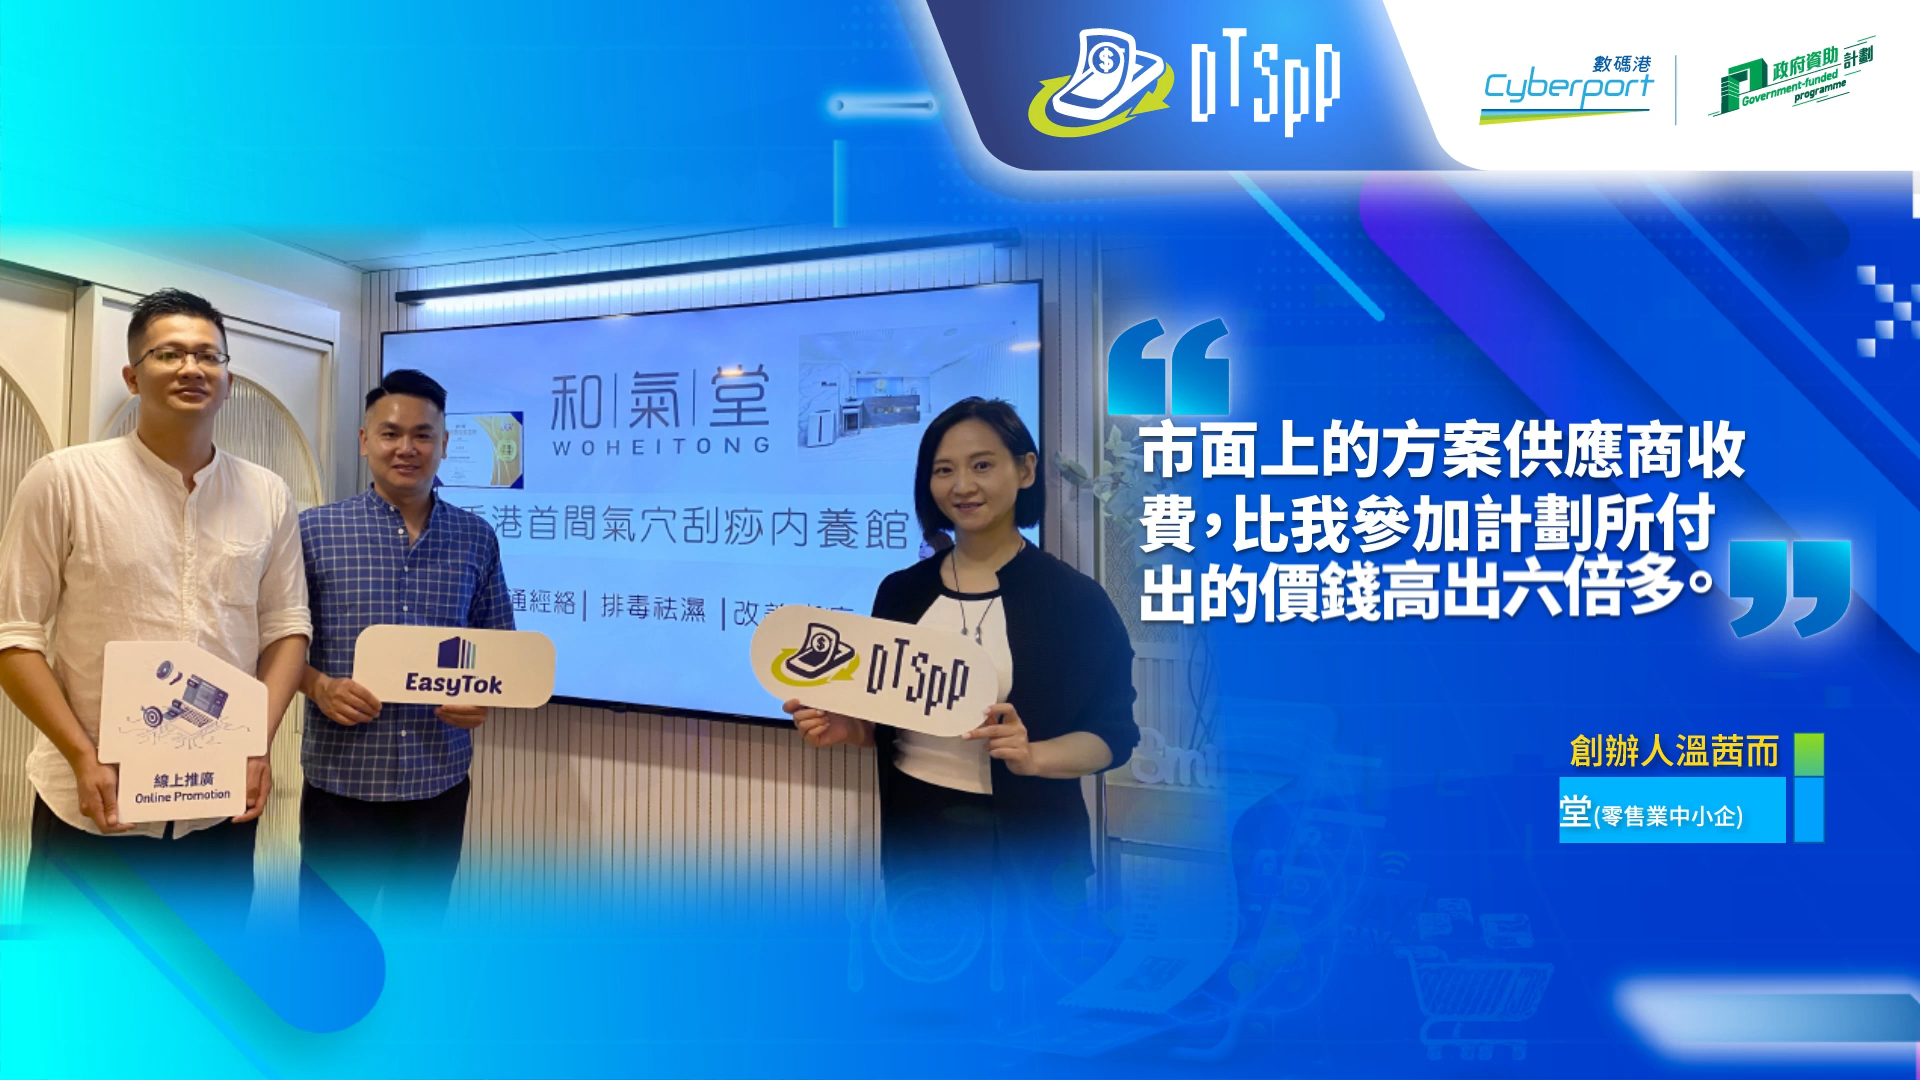 DTSPP
數碼港
Cyberport
政府資助計劃
Government-funded
programme
和氣堂
WOHEITONG
港首間氣穴刮痧內養館
通經絡| 排毒祛濕 |改
市面上的方案供應商收
費，比我參加計劃所付
出的價錢高出六倍多。
EasyTok
DTSPP
線上推廣
Online Promotion
創辦人溫茜而
堂(零售業中小企)